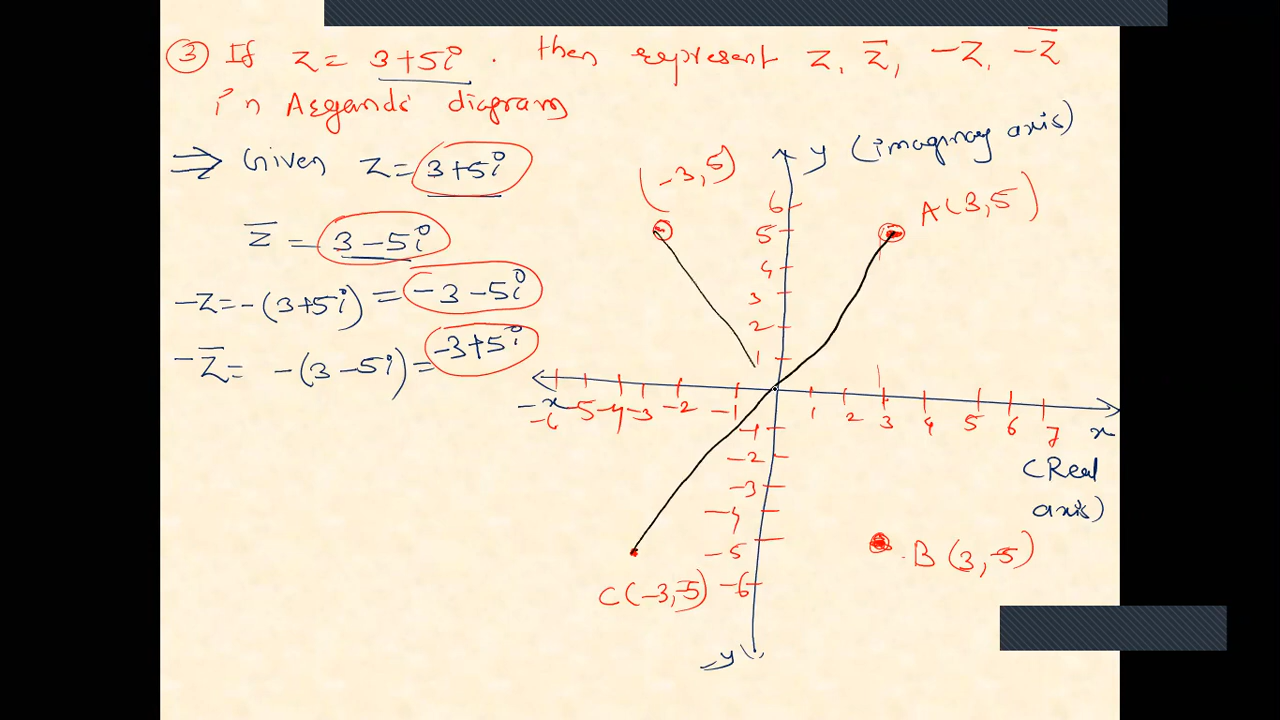 ③ If z = 3+5i . then represent z, z̅, -z, -z̅
in Argands diagram
⇒ Given z = 3+5i
z̅ = 3-5i
-z = -(3+5i) = -3-5i
-z̅ = -(3-5i) = -3+5i
y (imaginay axis)
(-3,5)
A(3,5)
6
5
4
3
2
1
-x
-6 -5 -4 -3 -2 -1 1 2 3 4 5 6 7
x
(Real
axis)
-1
-2
-3
-4
-5
-6
B(3,-5)
C(-3,-5)
-y